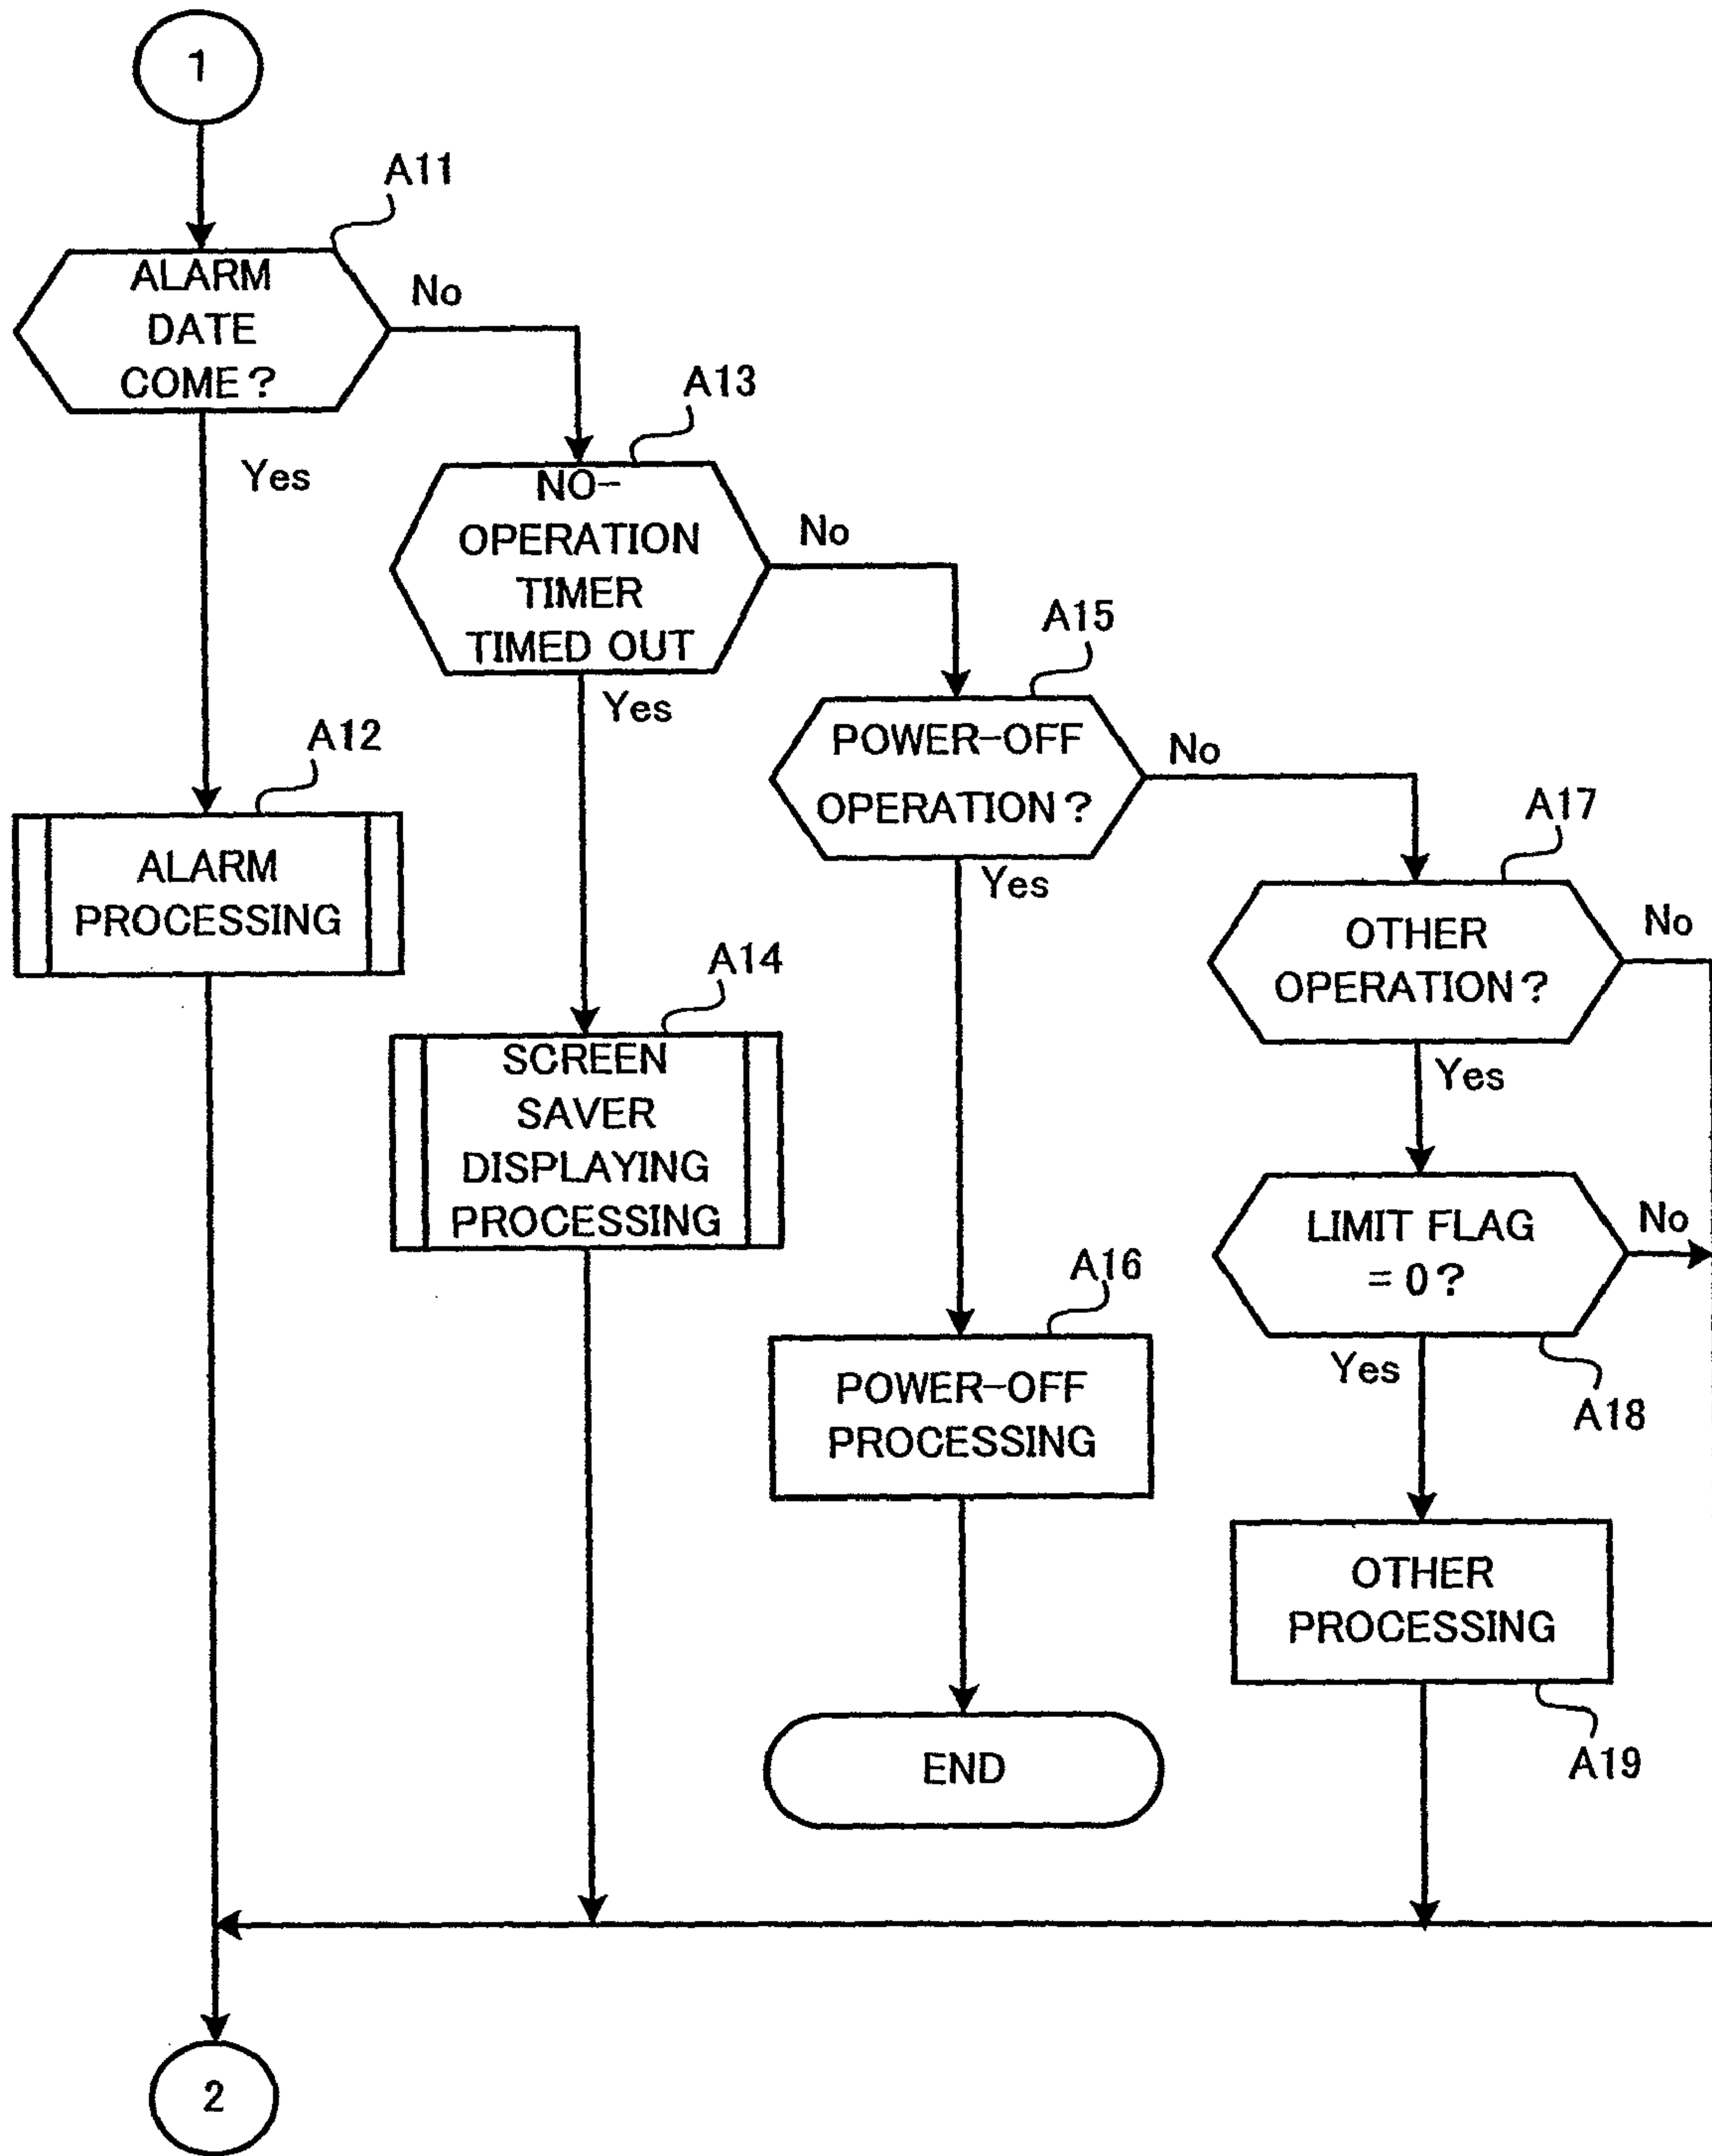 1
A11
ALARM
DATE
COME?
No
Yes
A13
NO-
OPERATION
TIMER
TIMED OUT
No
Yes
A15
POWER-OFF
OPERATION?
No
Yes
A12
ALARM
PROCESSING
A17
OTHER
OPERATION?
No
Yes
A14
SCREEN
SAVER
DISPLAYING
PROCESSING
LIMIT FLAG
= 0?
No
Yes
A18
A16
POWER-OFF
PROCESSING
OTHER
PROCESSING
A19
END
2